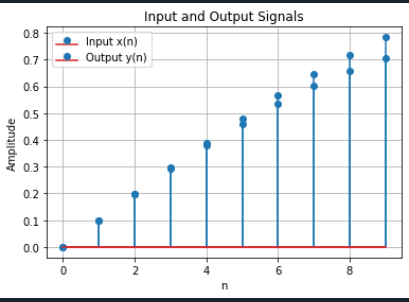 Input and Output Signals
Input x(n)
Output y(n)
Amplitude
0.8
0.7
0.6
0.5
0.4
0.3
0.2
0.1
0.0
0 2 4 6 8
n